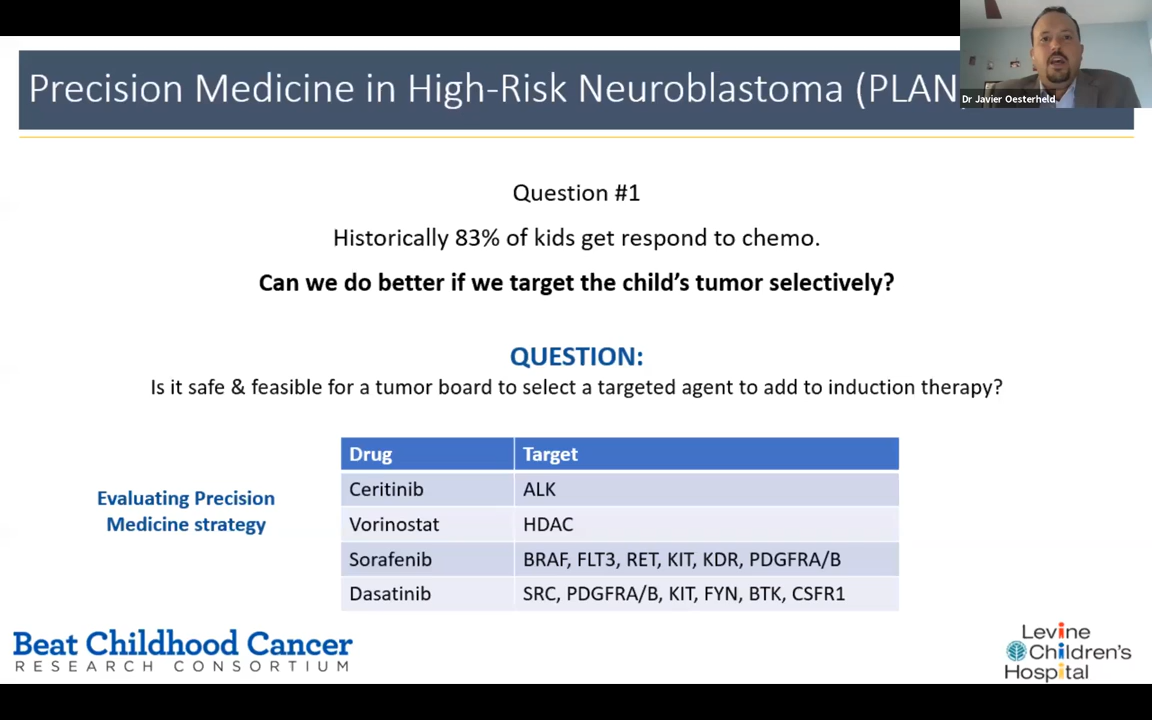 Precision Medicine in High-Risk Neuroblastoma (PLAN
Dr Javier Oesterheld
Question #1
Historically 83% of kids get respond to chemo.
Can we do better if we target the child's tumor selectively?
QUESTION:
Is it safe & feasible for a tumor board to select a targeted agent to add to induction therapy?
Evaluating Precision
Medicine strategy
Drug Target
Ceritinib ALK
Vorinostat HDAC
Sorafenib BRAF, FLT3, RET, KIT, KDR, PDGFRA/B
Dasatinib SRC, PDGFRA/B, KIT, FYN, BTK, CSFR1
Beat Childhood Cancer
RESEARCH CONSORTIUM
Levine
Children's
Hospital